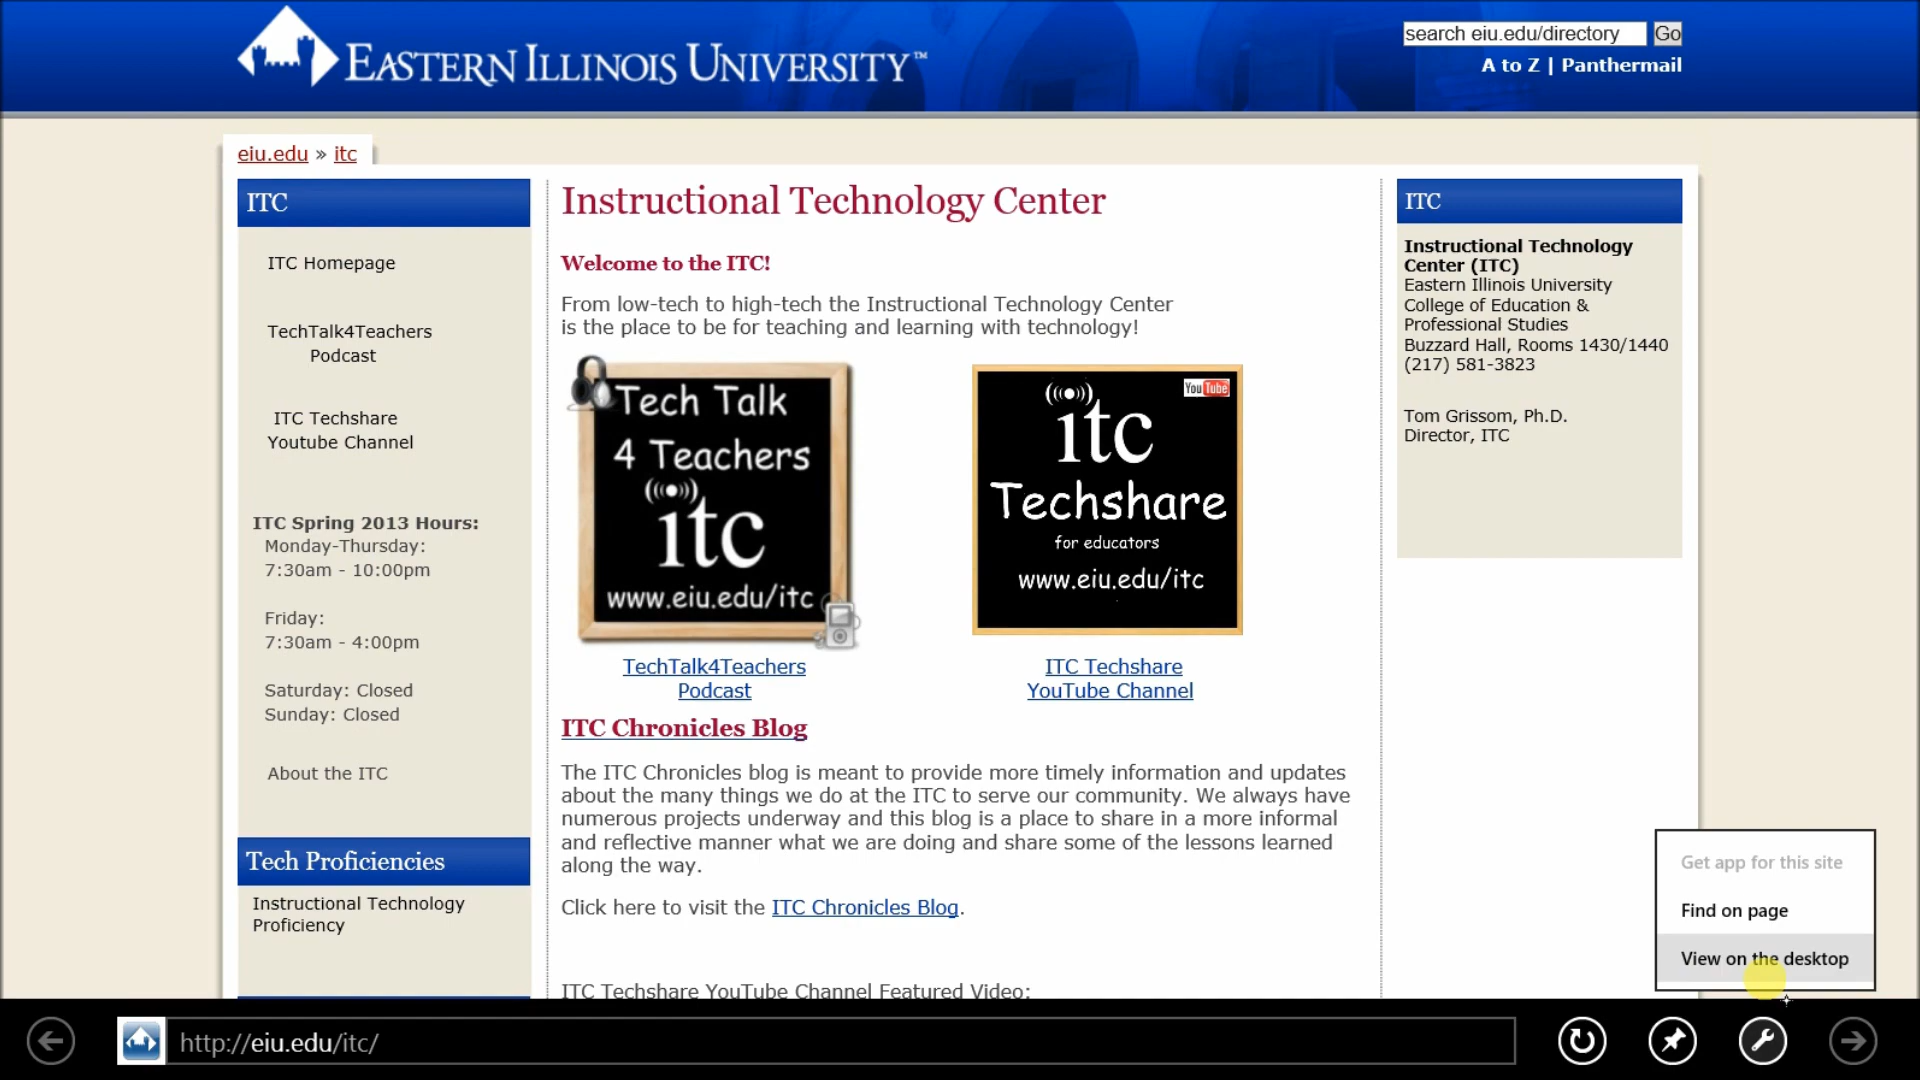 EASTERN ILLINOIS UNIVERSITY™
search eiu.edu/directory Go
A to Z | Panthermail
eiu.edu » itc
ITC
ITC Homepage
TechTalk4Teachers
Podcast
ITC Techshare
Youtube Channel
ITC Spring 2013 Hours:
Monday-Thursday:
7:30am - 10:00pm
Friday:
7:30am - 4:00pm
Saturday: Closed
Sunday: Closed
About the ITC
Tech Proficiencies
Instructional Technology
Proficiency
Instructional Technology Center
Welcome to the ITC!
From low-tech to high-tech the Instructional Technology Center
is the place to be for teaching and learning with technology!
Tech Talk
4 Teachers
itc
www.eiu.edu/itc
YouTube
itc
Techshare
for educators
www.eiu.edu/itc
TechTalk4Teachers
Podcast
ITC Techshare
YouTube Channel
ITC Chronicles Blog
The ITC Chronicles blog is meant to provide more timely information and updates
about the many things we do at the ITC to serve our community. We always have
numerous projects underway and this blog is a place to share in a more informal
and reflective manner what we are doing and share some of the lessons learned
along the way.
Click here to visit the ITC Chronicles Blog.
ITC Techshare YouTube Channel Featured Video:
ITC
Instructional Technology
Center (ITC)
Eastern Illinois University
College of Education &
Professional Studies
Buzzard Hall, Rooms 1430/1440
(217) 581-3823
Tom Grissom, Ph.D.
Director, ITC
Get app for this site
Find on page
View on the desktop
http://eiu.edu/itc/